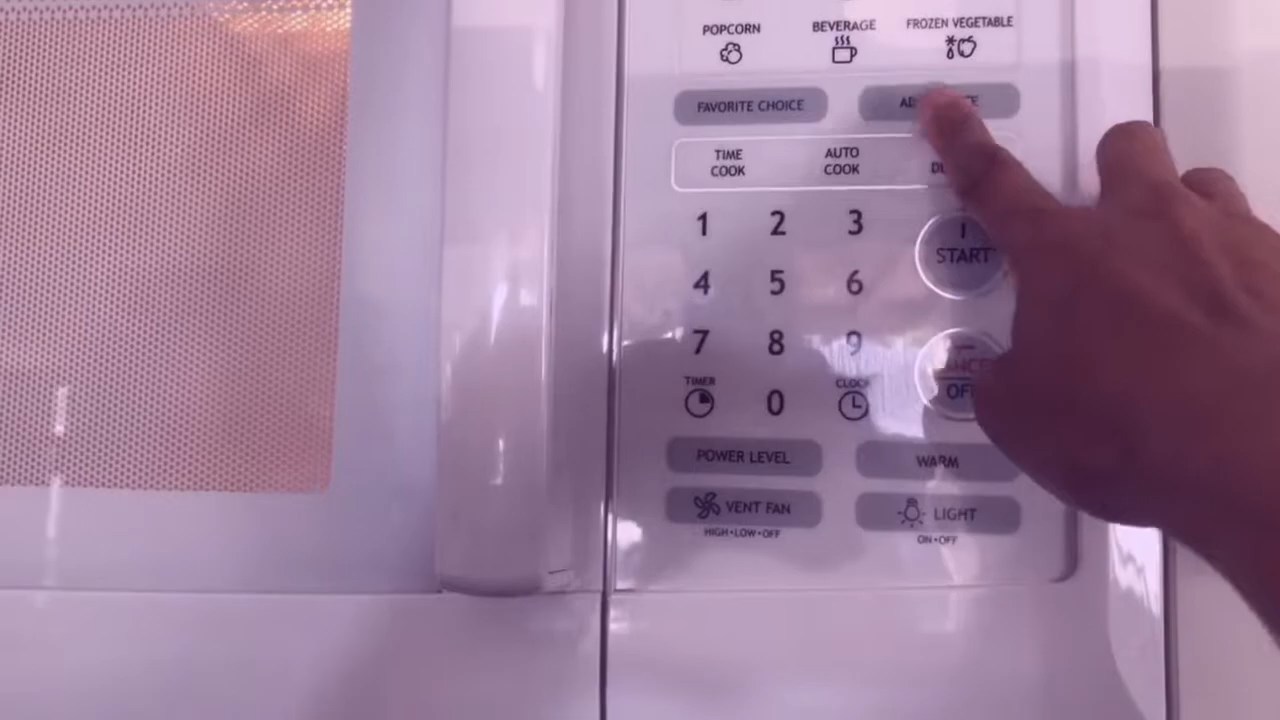 POPCORN BEVERAGE FROZEN VEGETABLE
FAVORITE CHOICE
TIME COOK AUTO COOK
1 2 3
START
4 5 6
7 8 9
TIMER 0 CLOCK OFF
POWER LEVEL WARM
VENT FAN LIGHT
HIGH•LOW•OFF ON•OFF